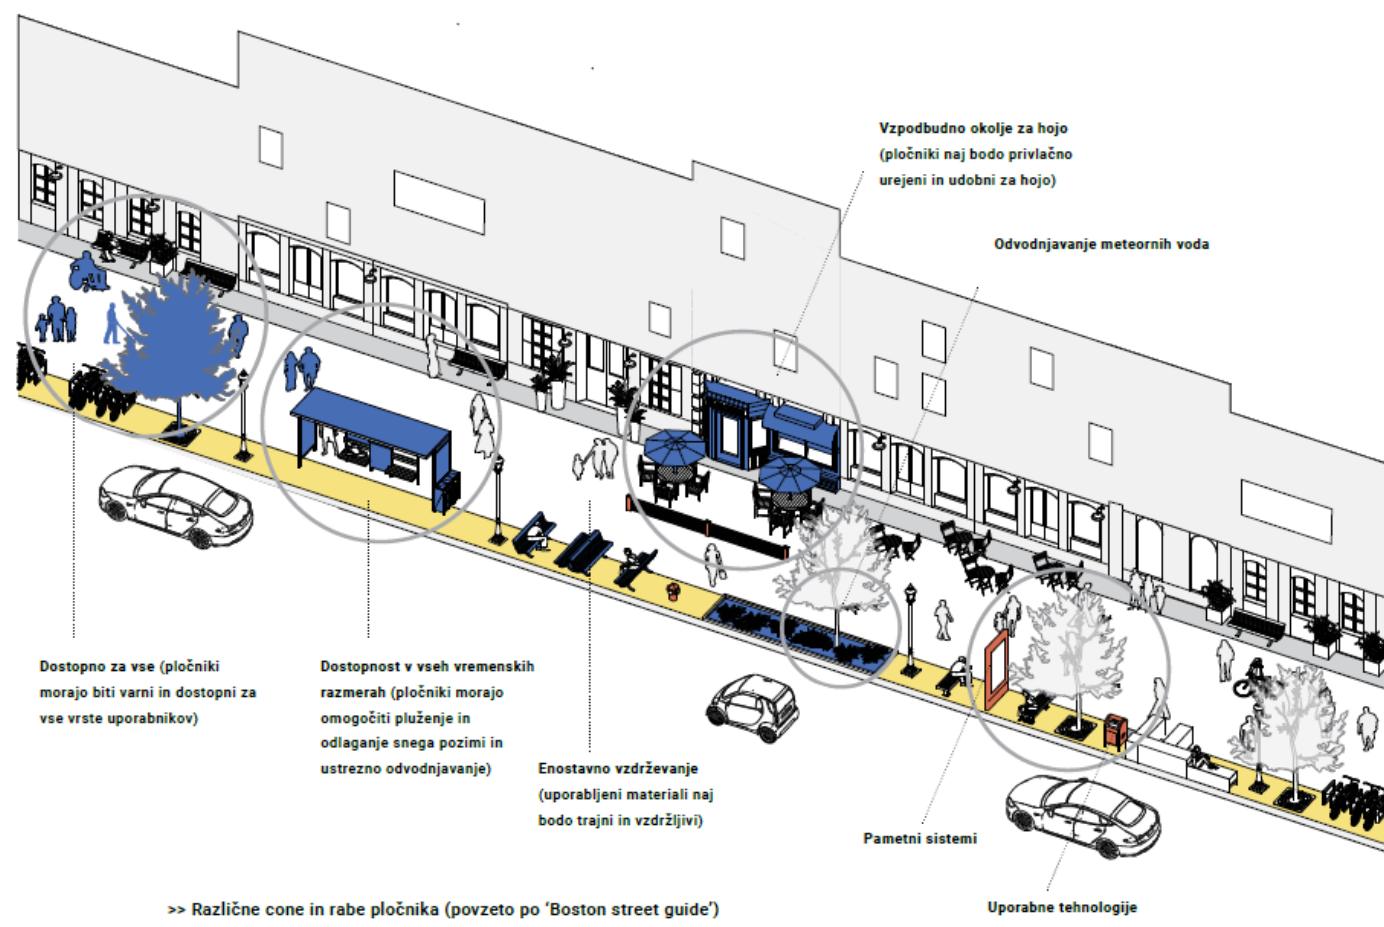 Vzpodbudno okolje za hojo
(pločniki naj bodo privlačno
urejeni in udobni za hojo)
Odvodnjavanje meteornih voda
Dostopno za vse (pločniki
morajo biti varni in dostopni za
vse vrste uporabnikov)
Dostopnost v vseh vremenskih
razmerah (pločniki morajo
omogočiti pluženje in
odlaganje snega pozimi in
ustrezno odvodnjavanje)
Enostavno vzdrževanje
(uporabljeni materiali naj
bodo trajni in vzdržljivi)
Pametni sistemi
Uporabne tehnologije
>> Različne cone in rabe pločnika (povzeto po ‘Boston street guide’)